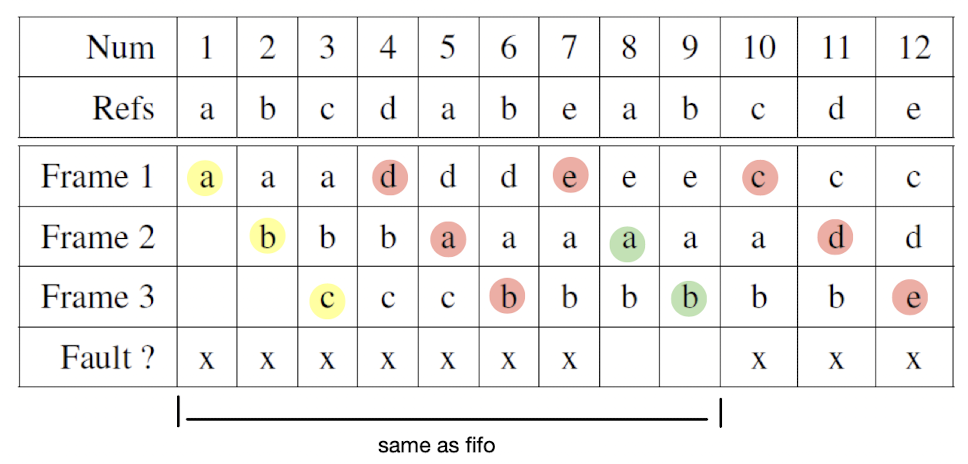 Num 1 2 3 4 5 6 7 8 9 10 11 12
Refs a b c d a b e a b c d e
Frame 1 a a a d d d e e e c c c
Frame 2 b b b a a a a a a d d
Frame 3 c c c b b b b b b e
Fault ? x x x x x x x x x x
same as fifo